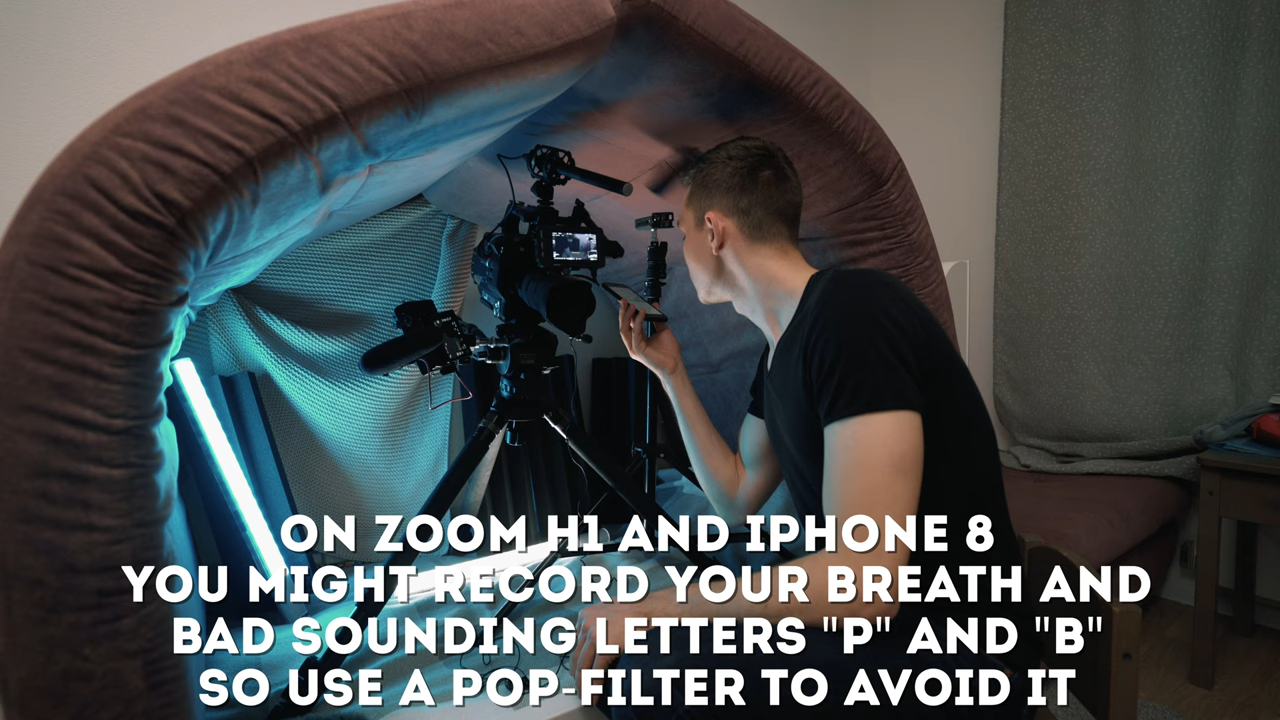 ON ZOOM H1 AND IPHONE 8
YOU MIGHT RECORD YOUR BREATH AND
BAD SOUNDING LETTERS "P" AND "B"
SO USE A POP-FILTER TO AVOID IT